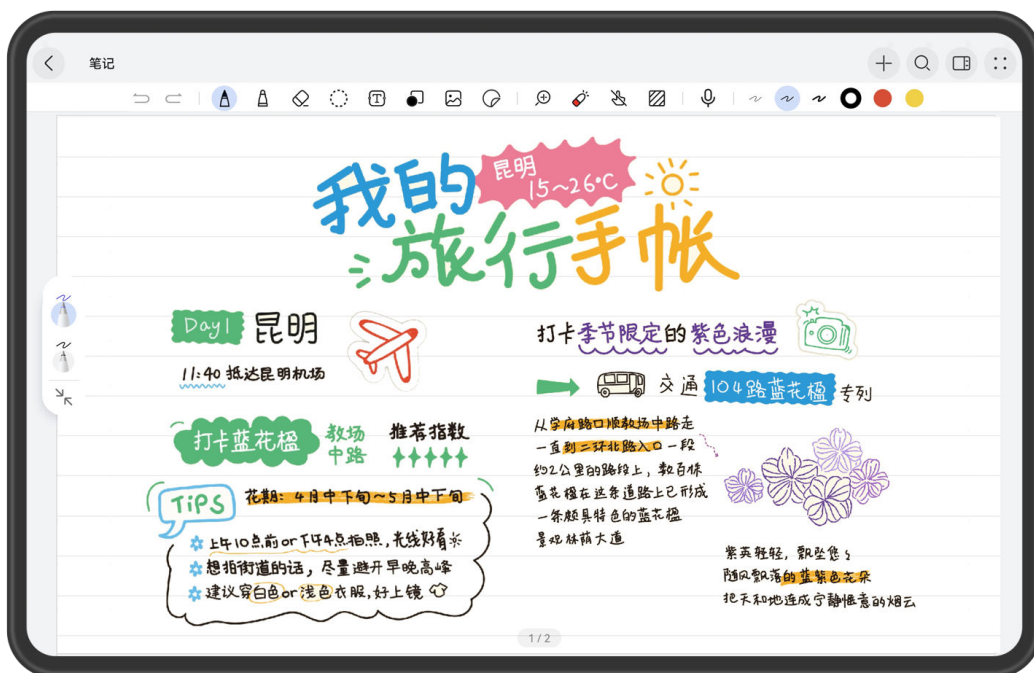 笔记
我的
昆明
15~26°C
旅行手帐
Day1 昆明
11:40 抵达昆明机场
打卡蓝花楹 教场中路 推荐指数
TiPS 花期: 4月中下旬~5月中下旬
上午10点前or下午4点拍照,光线好看
想拍街道的话,尽量避开早晚高峰
建议穿白色or浅色衣服,好上镜
打卡季节限定的紫色浪漫
交通 104路蓝花楹 专列
从学府路口顺教场中路走
一直到二环北路入口一段
约2公里的路段上,数百株
蓝花楹在这条道路上已形成
一条颇具特色的蓝花楹
景观林荫大道
紫英轻轻,飘坠
随风飘落的蓝紫色花朵
把天和地连成宁静惬意的烟云
1/2